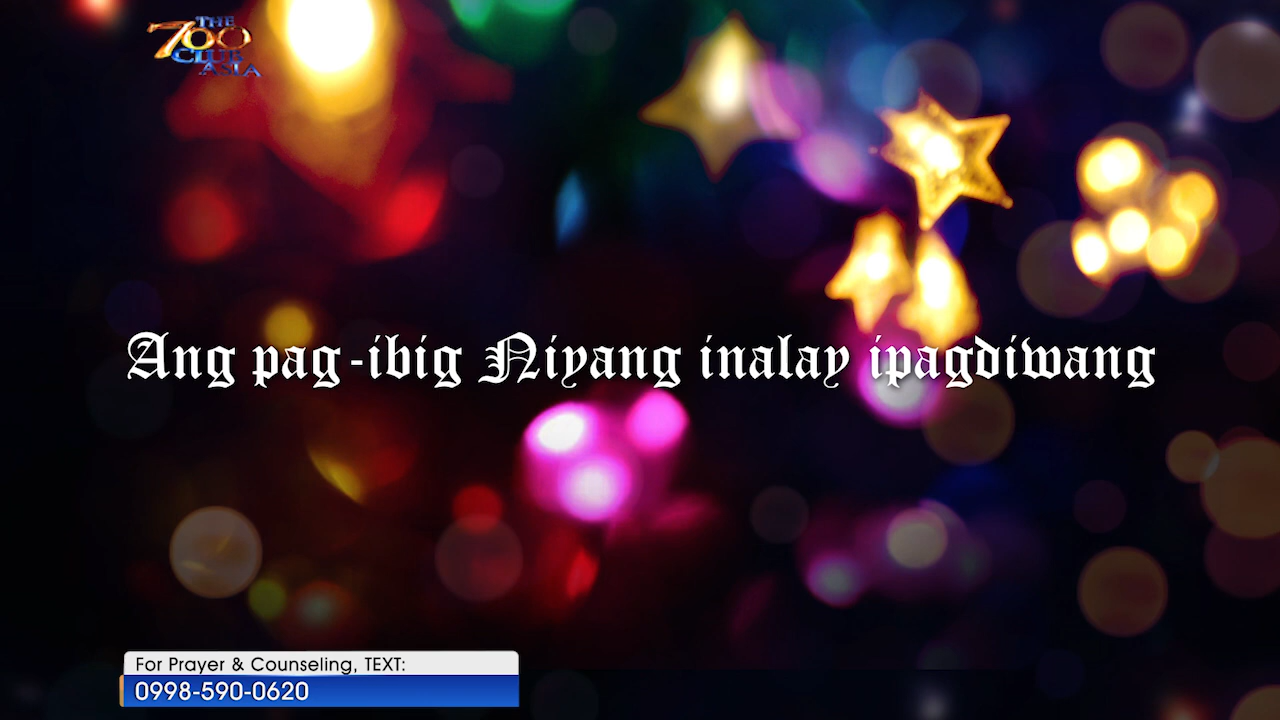 THE
700
CLUB
ASIA
Ang pag-ibig Niyang inalay ipagdiwang
For Prayer & Counseling, TEXT:
0998-590-0620